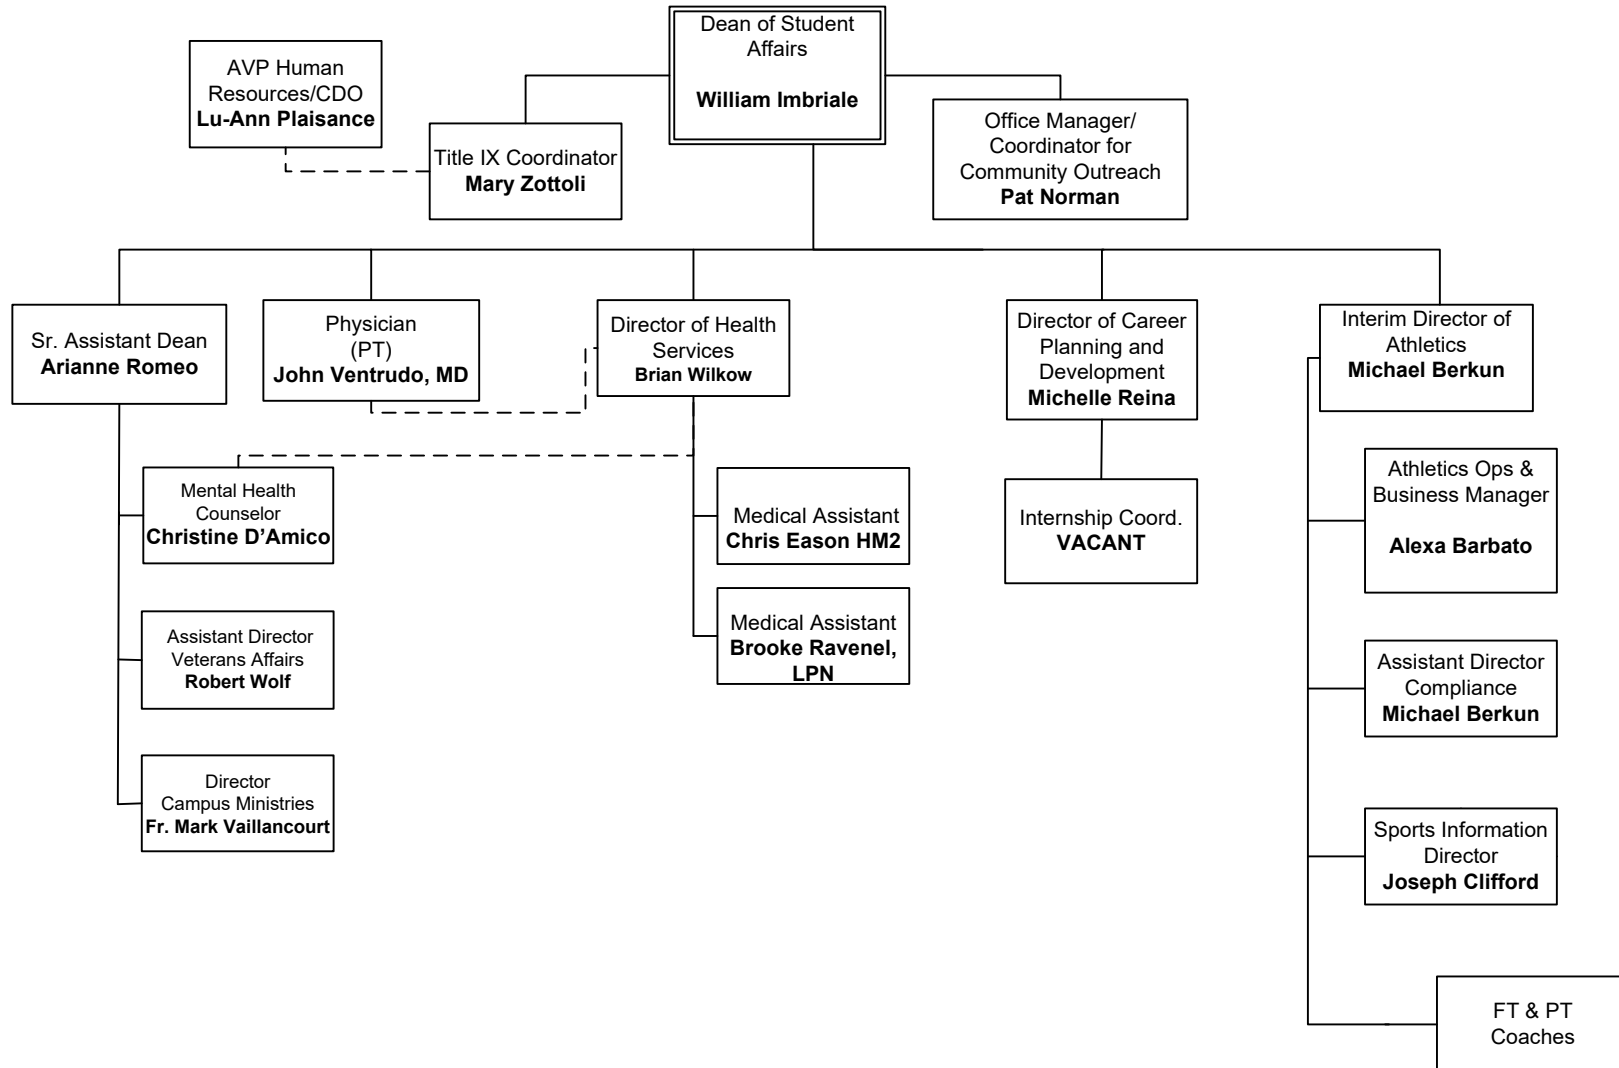 Dean of Student
Affairs
William Imbriale
AVP Human
Resources/CDO
Lu-Ann Plaisance
Title IX Coordinator
Mary Zottoli
Office Manager/
Coordinator for
Community Outreach
Pat Norman
Sr. Assistant Dean
Arianne Romeo
Physician
(PT)
John Ventrudo, MD
Director of Health
Services
Brian Wilkow
Director of Career
Planning and
Development
Michelle Reina
Interim Director of
Athletics
Michael Berkun
Mental Health
Counselor
Christine D'Amico
Medical Assistant
Chris Eason HM2
Internship Coord.
VACANT
Athletics Ops &
Business Manager
Alexa Barbato
Assistant Director
Veterans Affairs
Robert Wolf
Medical Assistant
Brooke Ravenel,
LPN
Assistant Director
Compliance
Michael Berkun
Director
Campus Ministries
Fr. Mark Vaillancourt
Sports Information
Director
Joseph Clifford
FT & PT
Coaches